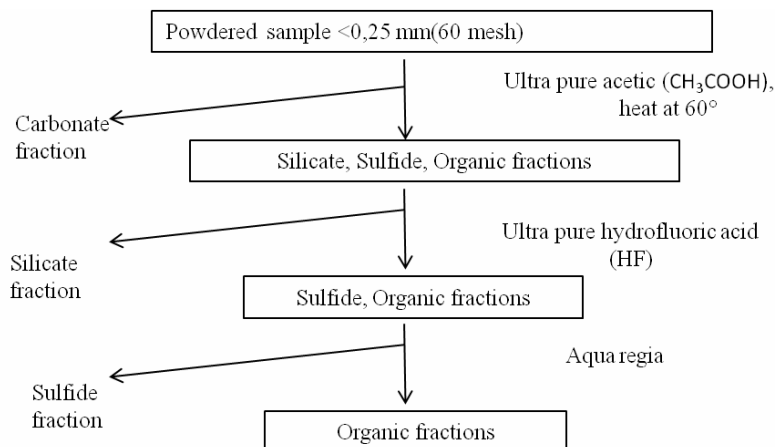 Powdered sample <0,25 mm(60 mesh)
Ultra pure acetic (CH₃COOH),
heat at 60°
Carbonate
fraction
Silicate, Sulfide, Organic fractions
Ultra pure hydrofluoric acid
(HF)
Silicate
fraction
Sulfide, Organic fractions
Aqua regia
Sulfide
fraction
Organic fractions